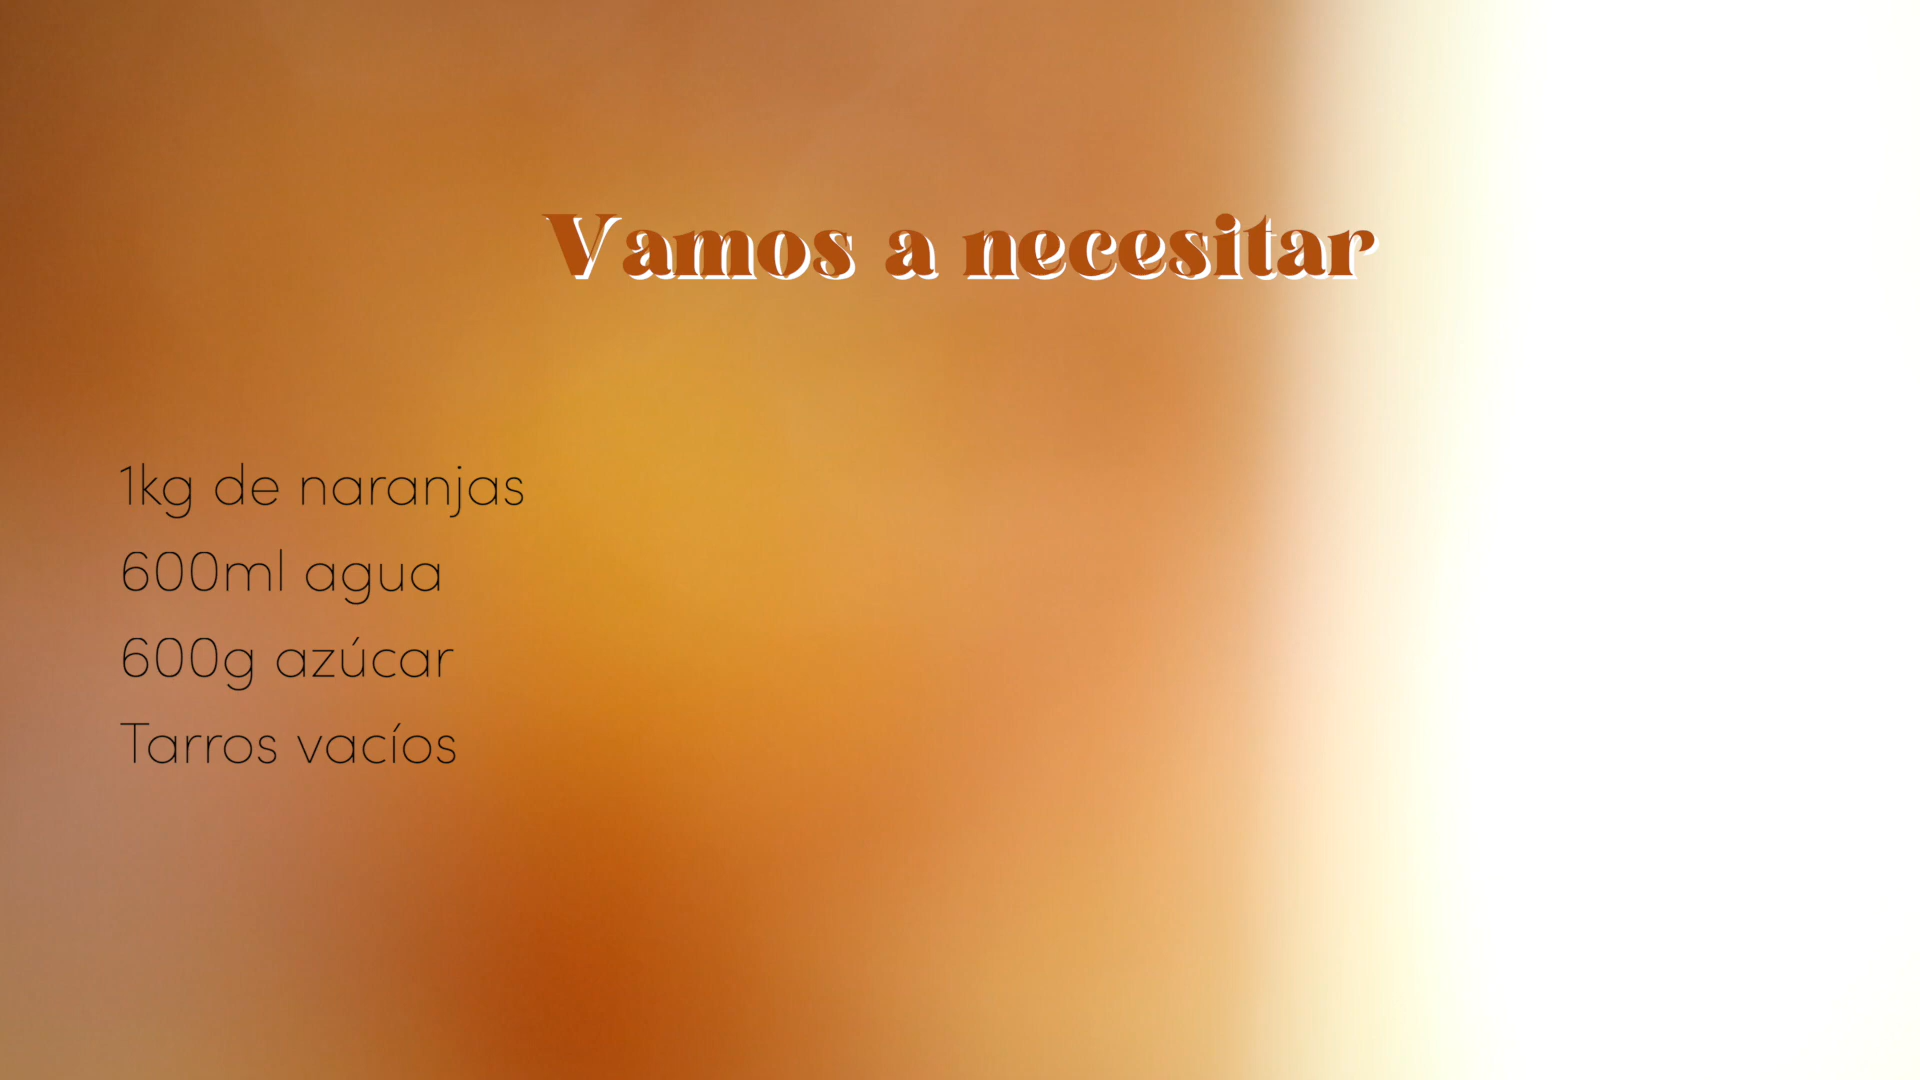 Vamos a necesitar
1kg de naranjas
600ml agua
600g azúcar
Tarros vacíos